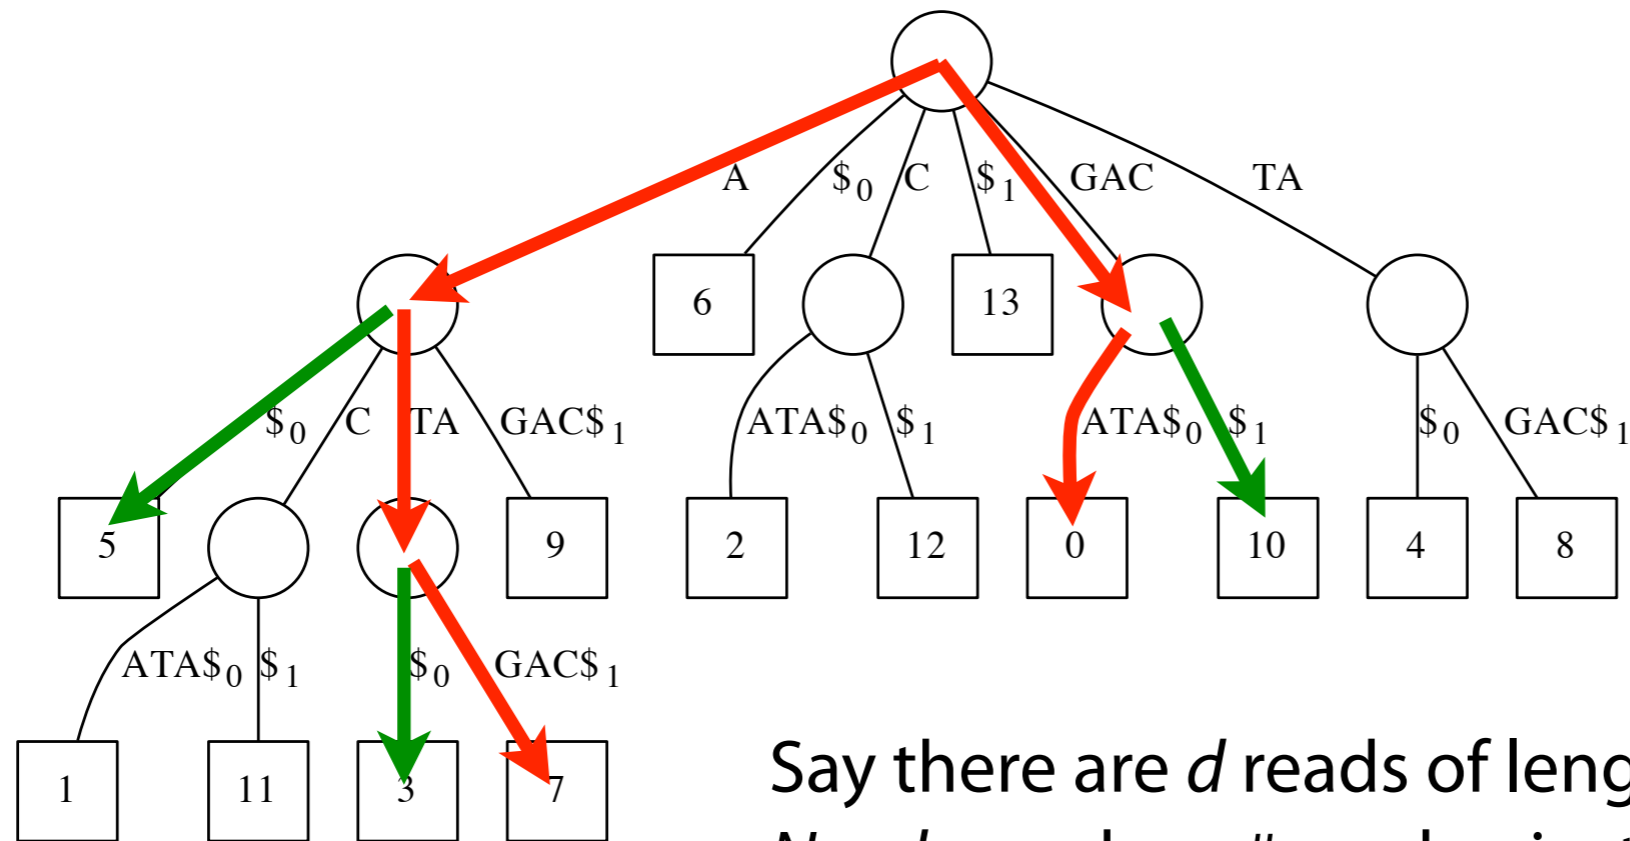 A $0 C $1 GAC TA
6 13
$0 C TA GAC$1 ATA$0 $1 ATA$0 $1 $0 GAC$1
5 9 2 12 0 10 4 8
ATA$0 $1 $0 GAC$1
1 11 3 7
Say there are d reads of leng